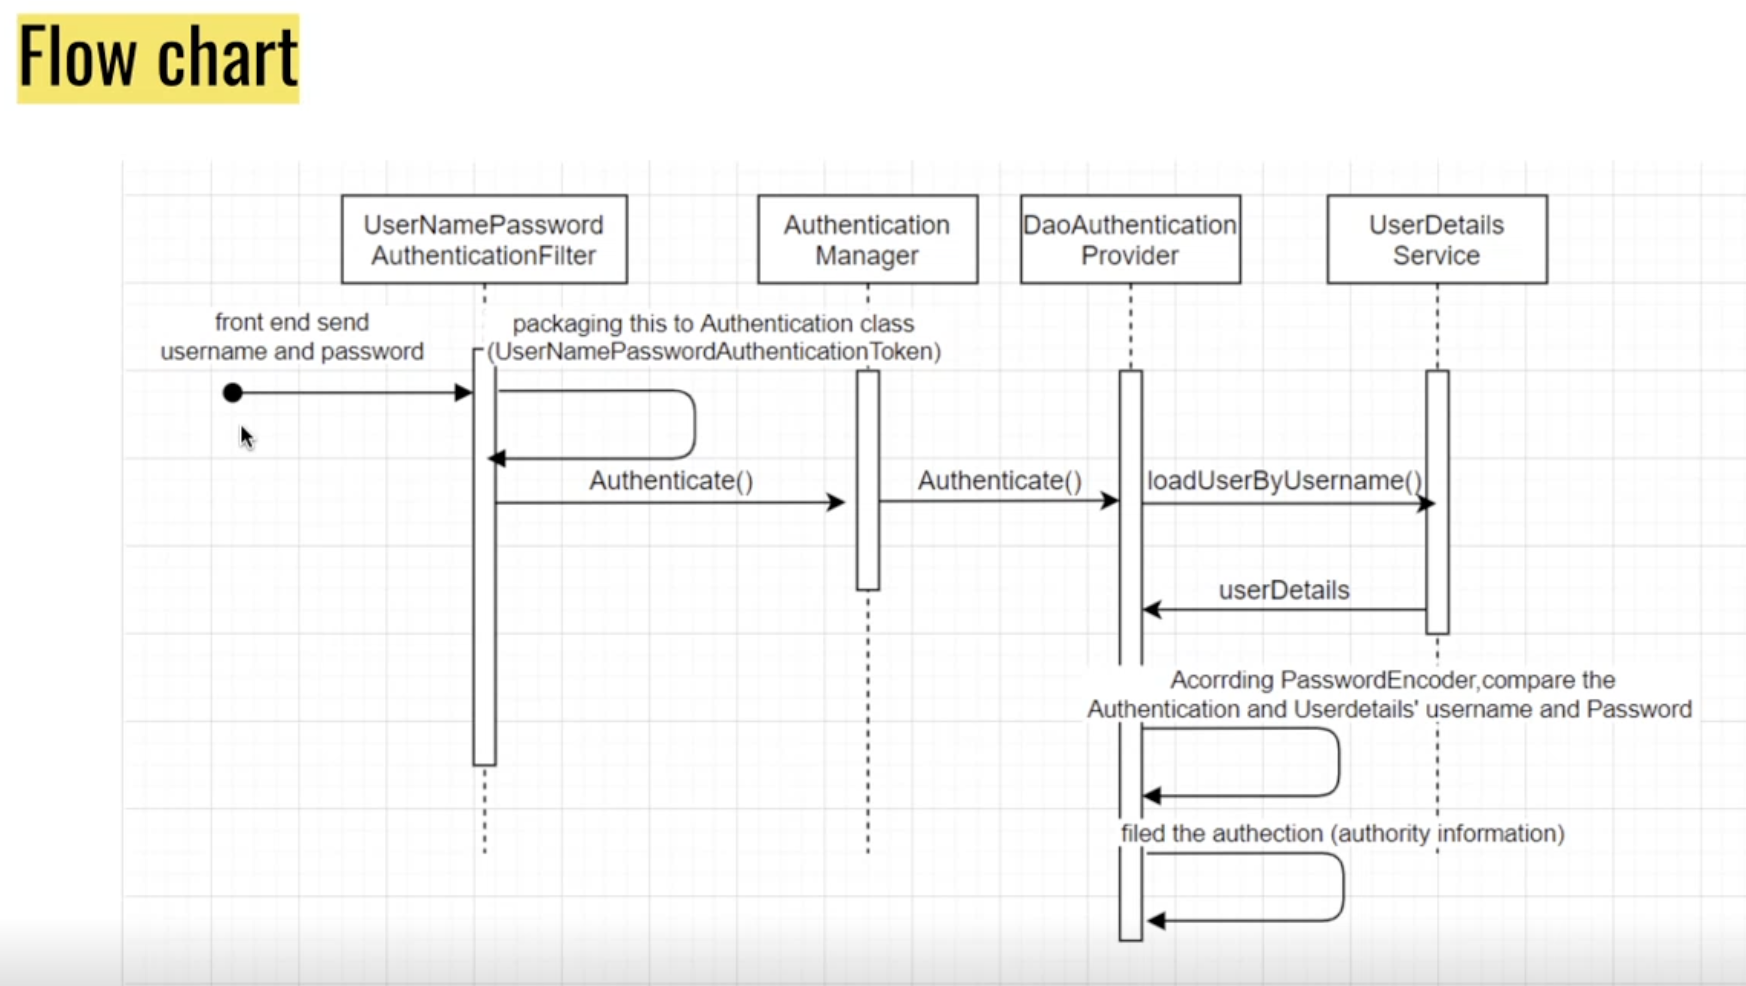 Flow chart
UserNamePassword
AuthenticationFilter
Authentication
Manager
DaoAuthentication
Provider
UserDetails
Service
front end send
username and password
packaging this to Authentication class
(UserNamePasswordAuthenticationToken)
Authenticate()
Authenticate()
loadUserByUsername()
userDetails
Acorrding PasswordEncoder,compare the
Authentication and Userdetails' username and Password
filed the authection (authority information)